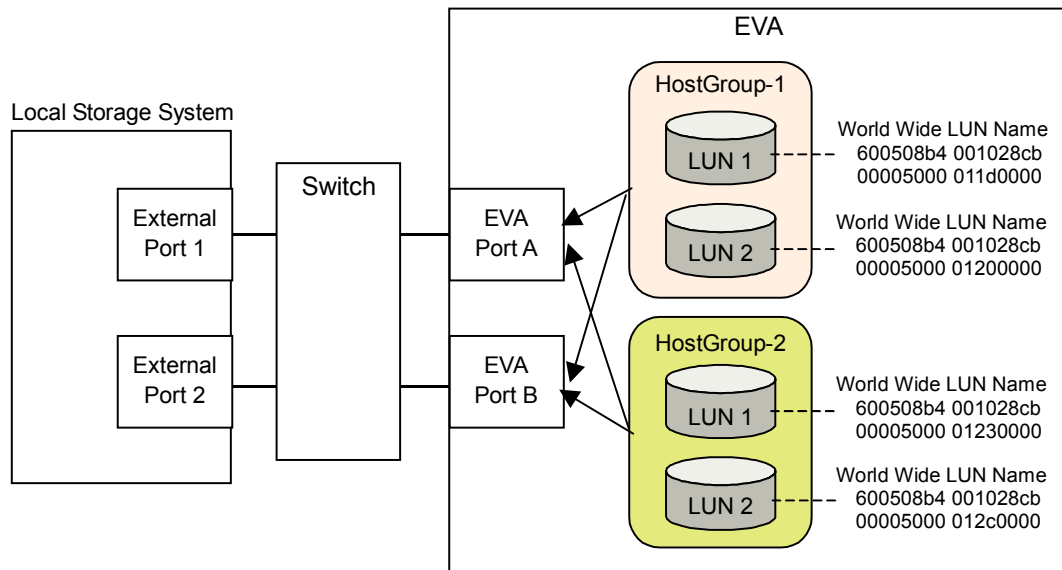 EVA
HostGroup-1
LUN 1
World Wide LUN Name
600508b4 001028cb
00005000 011d0000
LUN 2
World Wide LUN Name
600508b4 001028cb
00005000 01200000
Local Storage System
External
Port 1
External
Port 2
Switch
EVA
Port A
EVA
Port B
HostGroup-2
LUN 1
World Wide LUN Name
600508b4 001028cb
00005000 01230000
LUN 2
World Wide LUN Name
600508b4 001028cb
00005000 012c0000